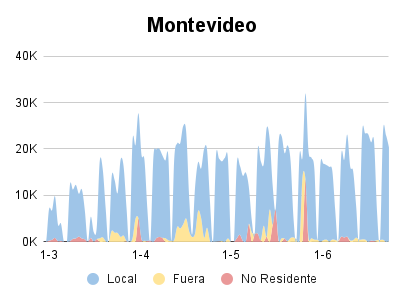 Montevideo
40K
30K
20K
10K
0K
1-3 1-4 1-5 1-6
Local Fuera No Residente